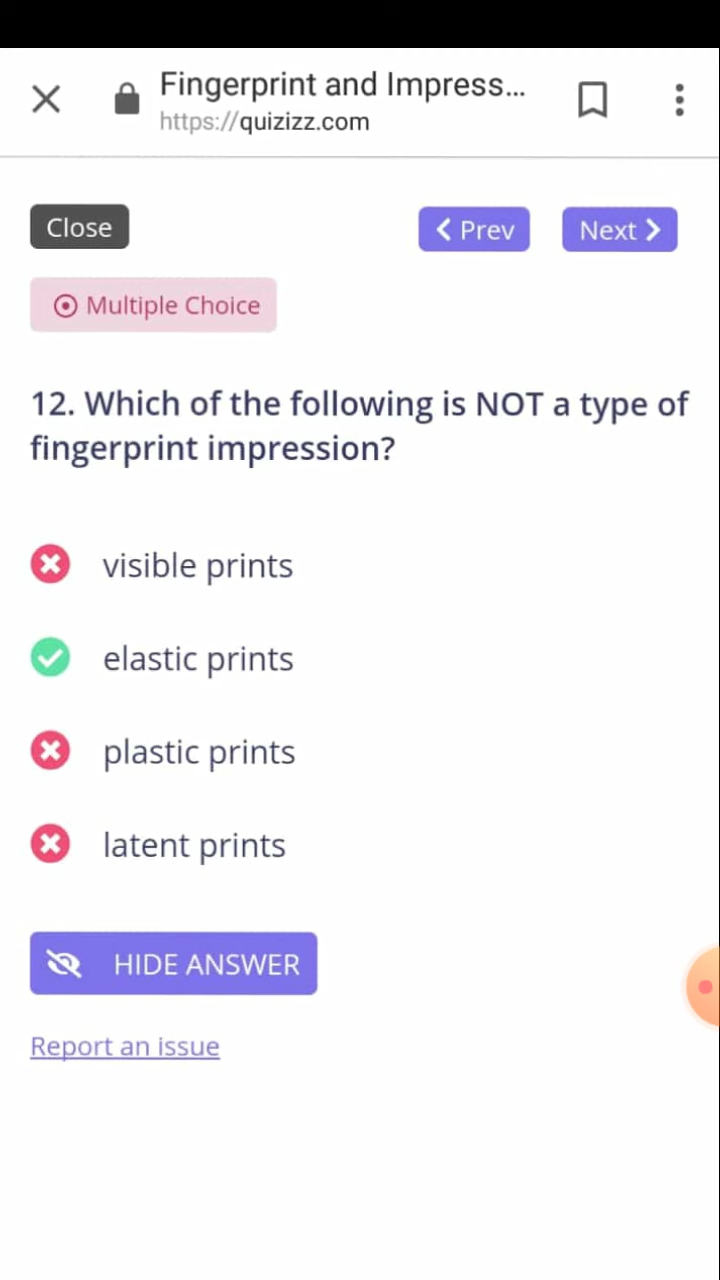 Fingerprint and Impress...
https://quizizz.com
Close
Prev
Next
Multiple Choice
12. Which of the following is NOT a type of
fingerprint impression?
visible prints
elastic prints
plastic prints
latent prints
HIDE ANSWER
Report an issue